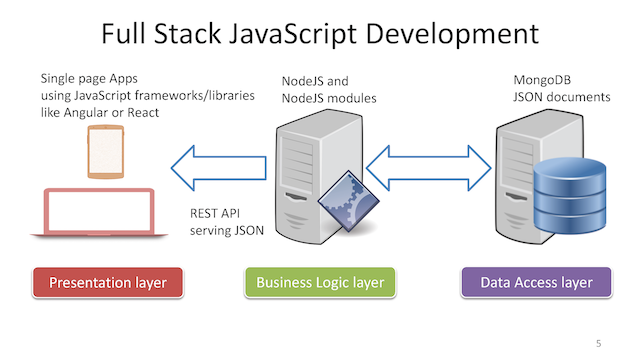 Full Stack JavaScript Development
Single page Apps
using JavaScript frameworks/libraries
like Angular or React
NodeJS and
NodeJS modules
MongoDB
JSON documents
REST API
serving JSON
Presentation layer
Business Logic layer
Data Access layer
5